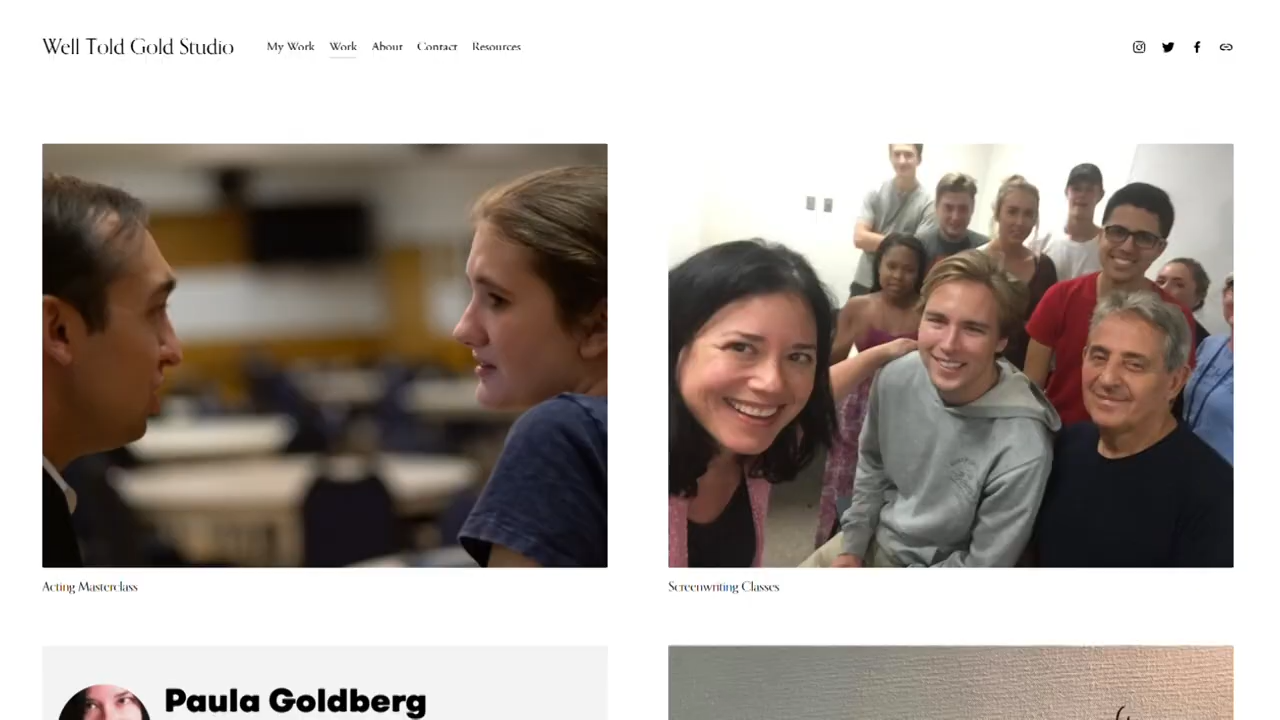 Well Told Gold Studio
My Work Work About Contact Resources
Acting Masterclass
Screenwriting Classes
Paula Goldberg